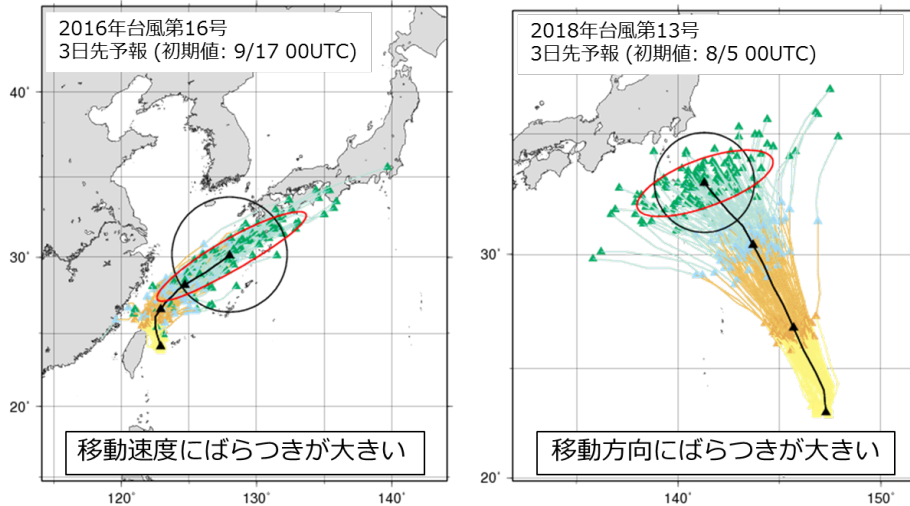 2016年台風第16号
3日先予報 (初期値: 9/17 00UTC)
40˚
30˚
20˚
120˚
130˚
140˚
移動速度にばらつきが大きい
2018年台風第13号
3日先予報 (初期値: 8/5 00UTC)
30˚
20˚
140˚
150˚
移動方向にばらつきが大きい